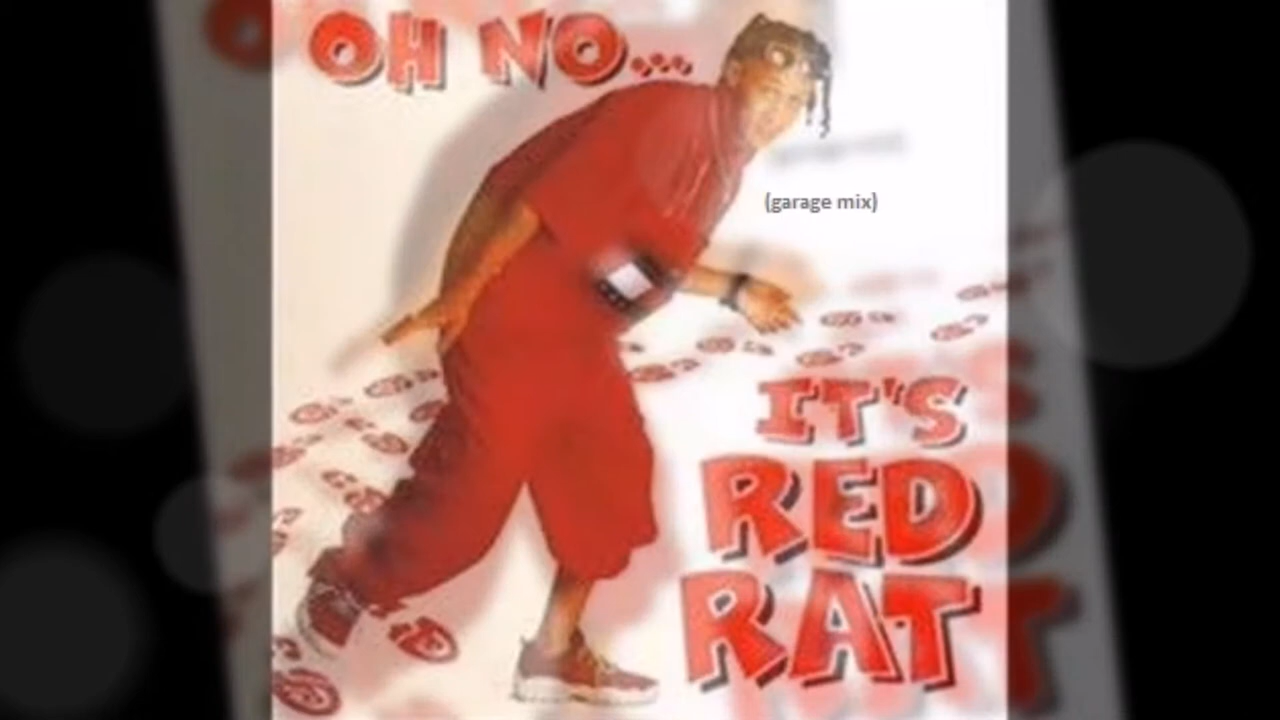 OH NO...
(garage mix)
IT'S
RED
RAT